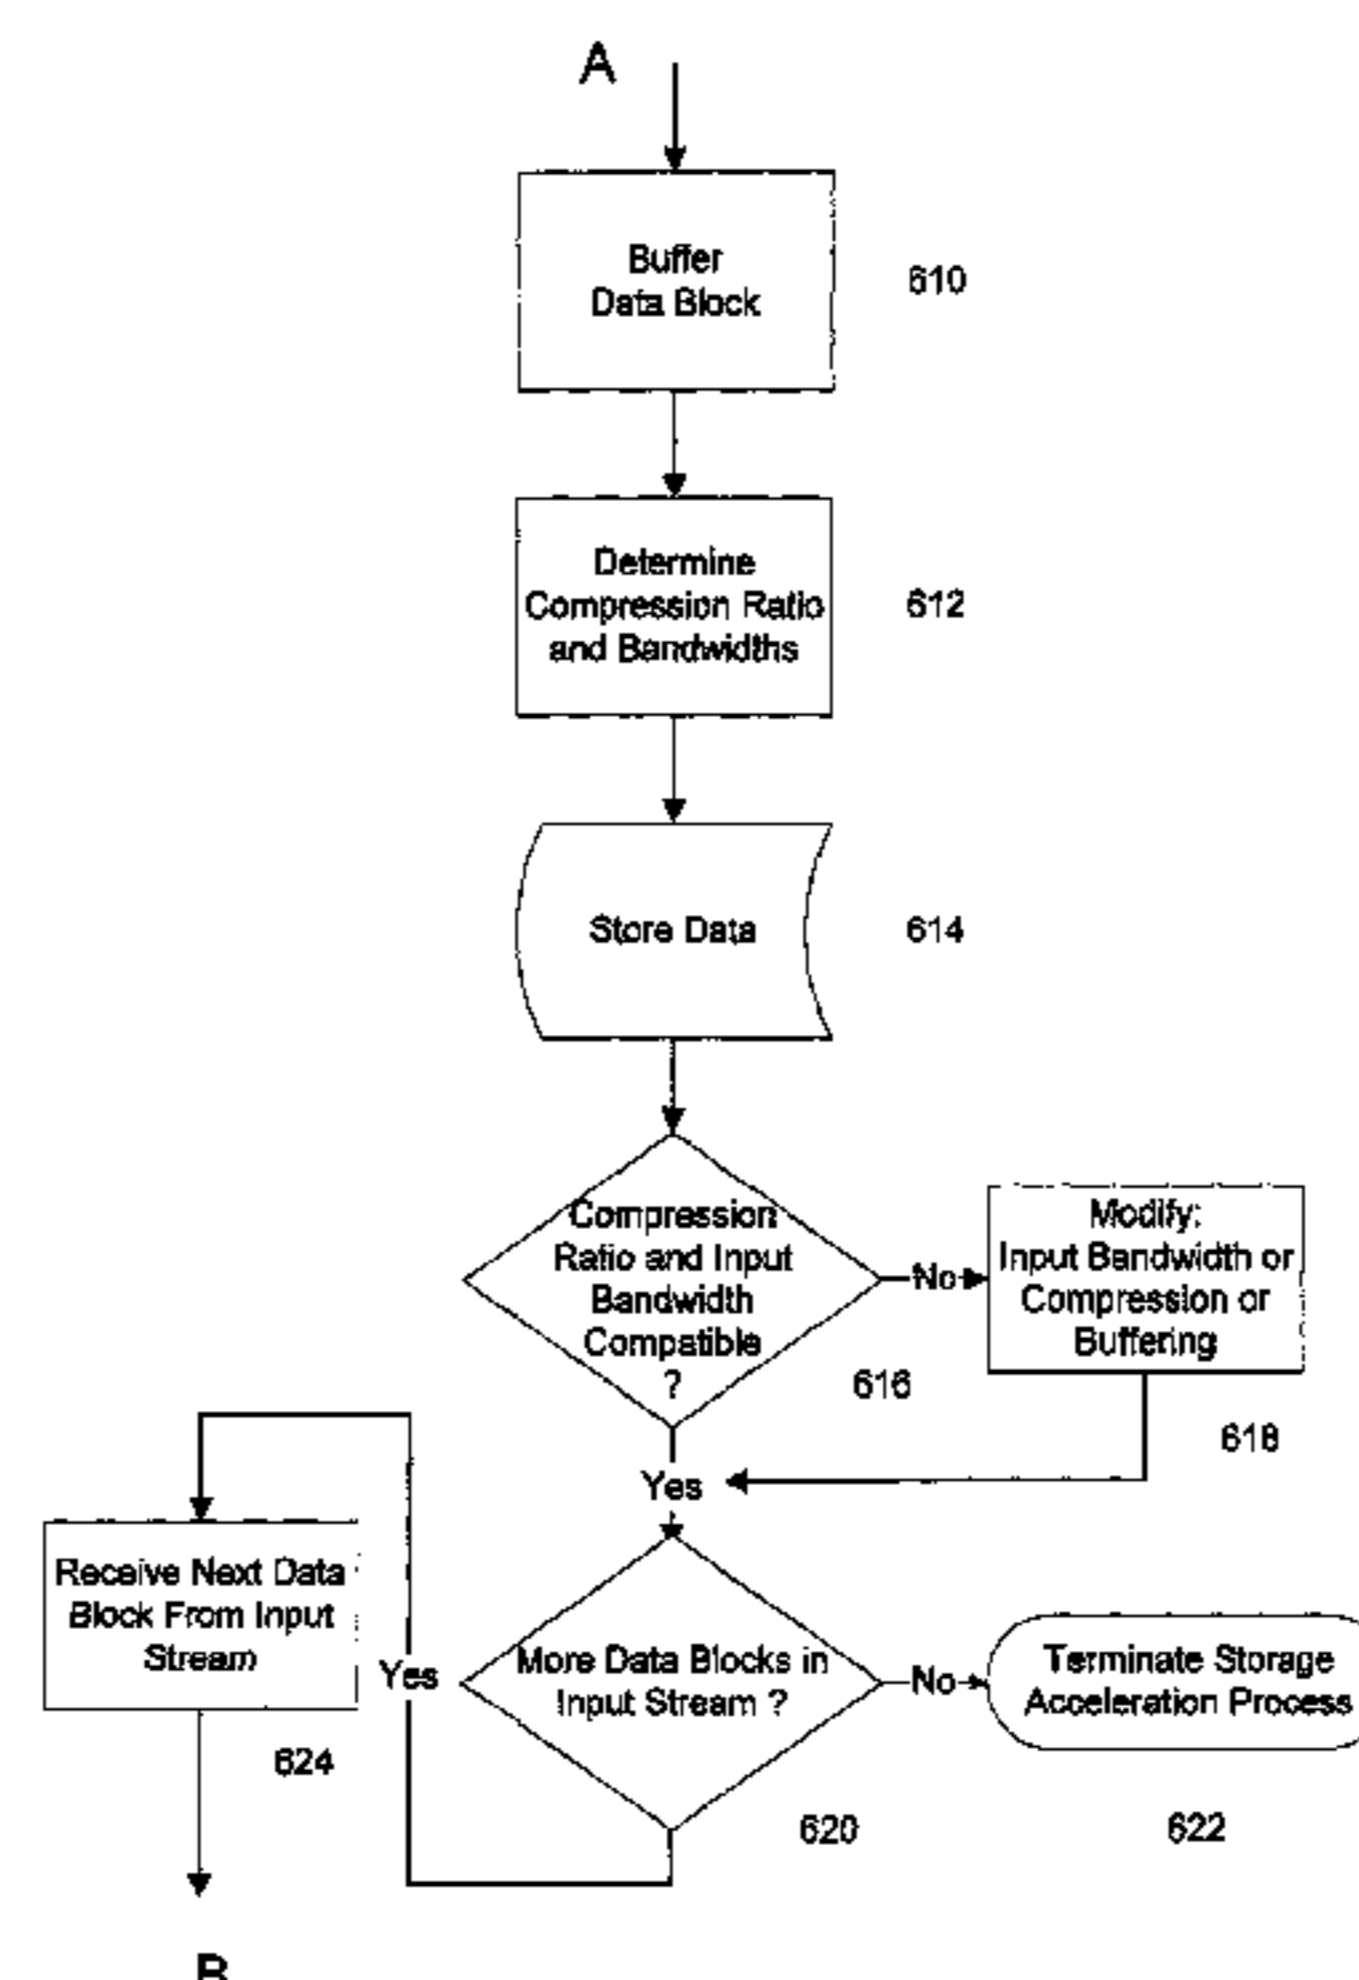 A
Buffer
Data Block
610
Determine
Compression Ratio
and Bandwidths
612
Store Data
614
Compression
Ratio and Input
Bandwidth
Compatible
?
616
No
Modify:
Input Bandwidth or
Compression or
Buffering
618
Yes
More Data Blocks in
Input Stream ?
620
No
Terminate Storage
Acceleration Process
622
Yes
Receive Next Data
Block From Input
Stream
624
B